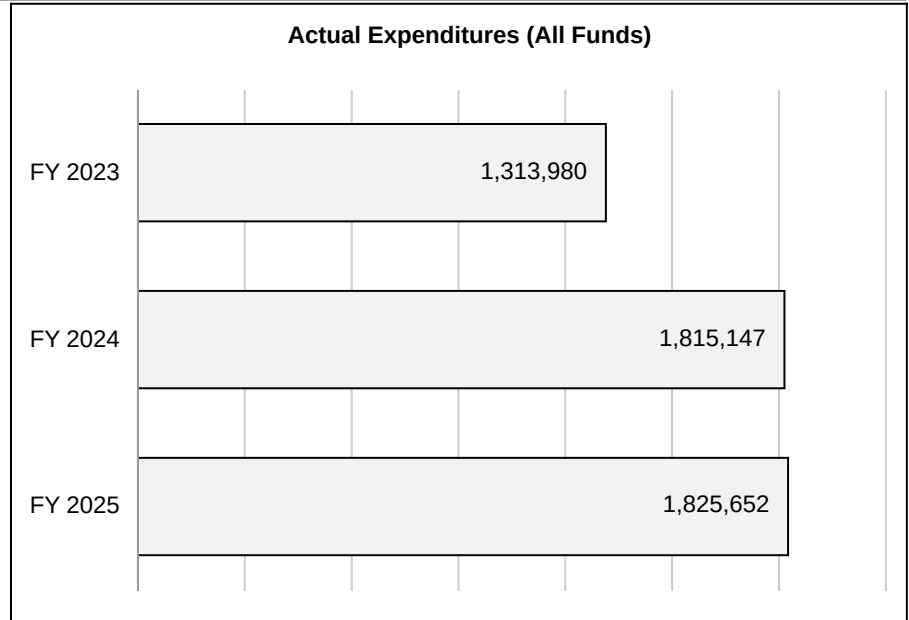 Actual Expenditures (All Funds)
FY 2023
1,313,980
FY 2024
1,815,147
FY 2025
1,825,652